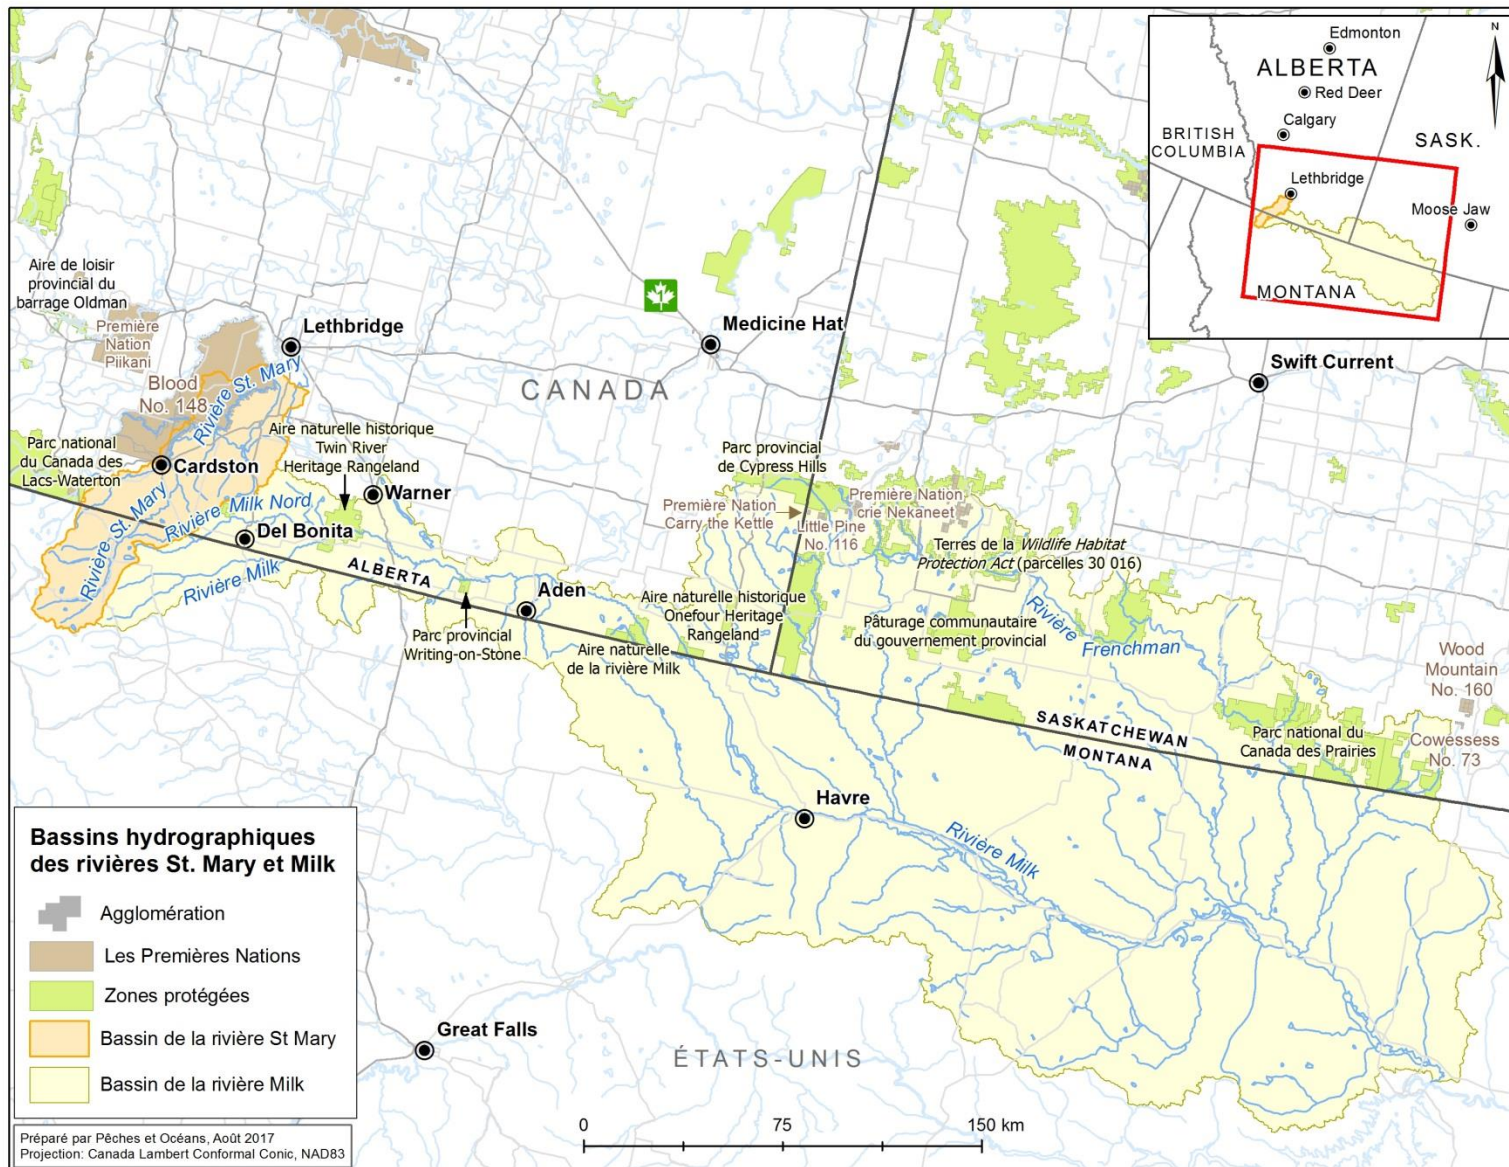 Edmonton
ALBERTA
Red Deer
Calgary
BRITISH
COLUMBIA
SASK.
Lethbridge
Moose Jaw
MONTANA
N
Aire de loisir
provincial du
barrage Oldman
Première
Nation
Piikani
Lethbridge
Blood
No. 148
Rivière St. Mary
1
Medicine Hat
CANADA
Swift Current
Parc national
du Canada des
Lacs-Waterton
Cardston
Aire naturelle historique
Twin River
Heritage Rangeland
Warner
Rivière Milk Nord
Rivière St. Mary
Del Bonita
Rivière Milk
ALBERTA
Parc provincial
Writing-on-Stone
Aden
Aire naturelle
de la rivière Milk
Parc provincial
de Cypress Hills
Première Nation
Carry the Kettle
Little Pine
No. 116
Première Nation
crie Nekaneet
Terres de la Wildlife Habitat
Protection Act (parcelles 30 016)
Aire naturelle historique
Onefour Heritage
Rangeland
Pâturage communautaire
du gouvernement provincial
Rivière
Frenchman
Wood
Mountain
No. 160
SASKATCHEWAN
MONTANA
Parc national du
Canada des Prairies
Cowessess
No. 73
Havre
Rivière Milk
Great Falls
ÉTATS-UNIS
Bassins hydrographiques
des rivières St. Mary et Milk
Agglomération
Les Premières Nations
Zones protégées
Bassin de la rivière St Mary
Bassin de la rivière Milk
Préparé par Pêches et Océans, Août 2017
Projection: Canada Lambert Conformal Conic, NAD83
0 75 150 km